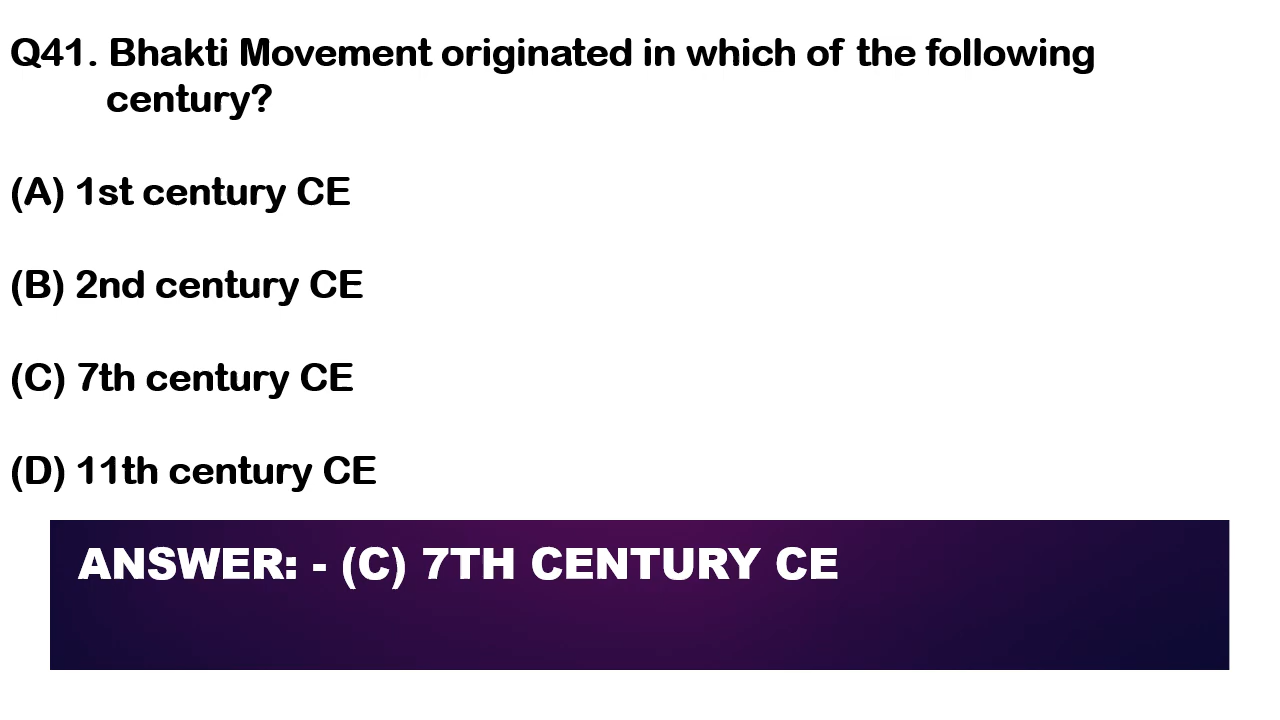 Q41. Bhakti Movement originated in which of the following
century?
(A) 1st century CE
(B) 2nd century CE
(C) 7th century CE
(D) 11th century CE
ANSWER: - (C) 7TH CENTURY CE